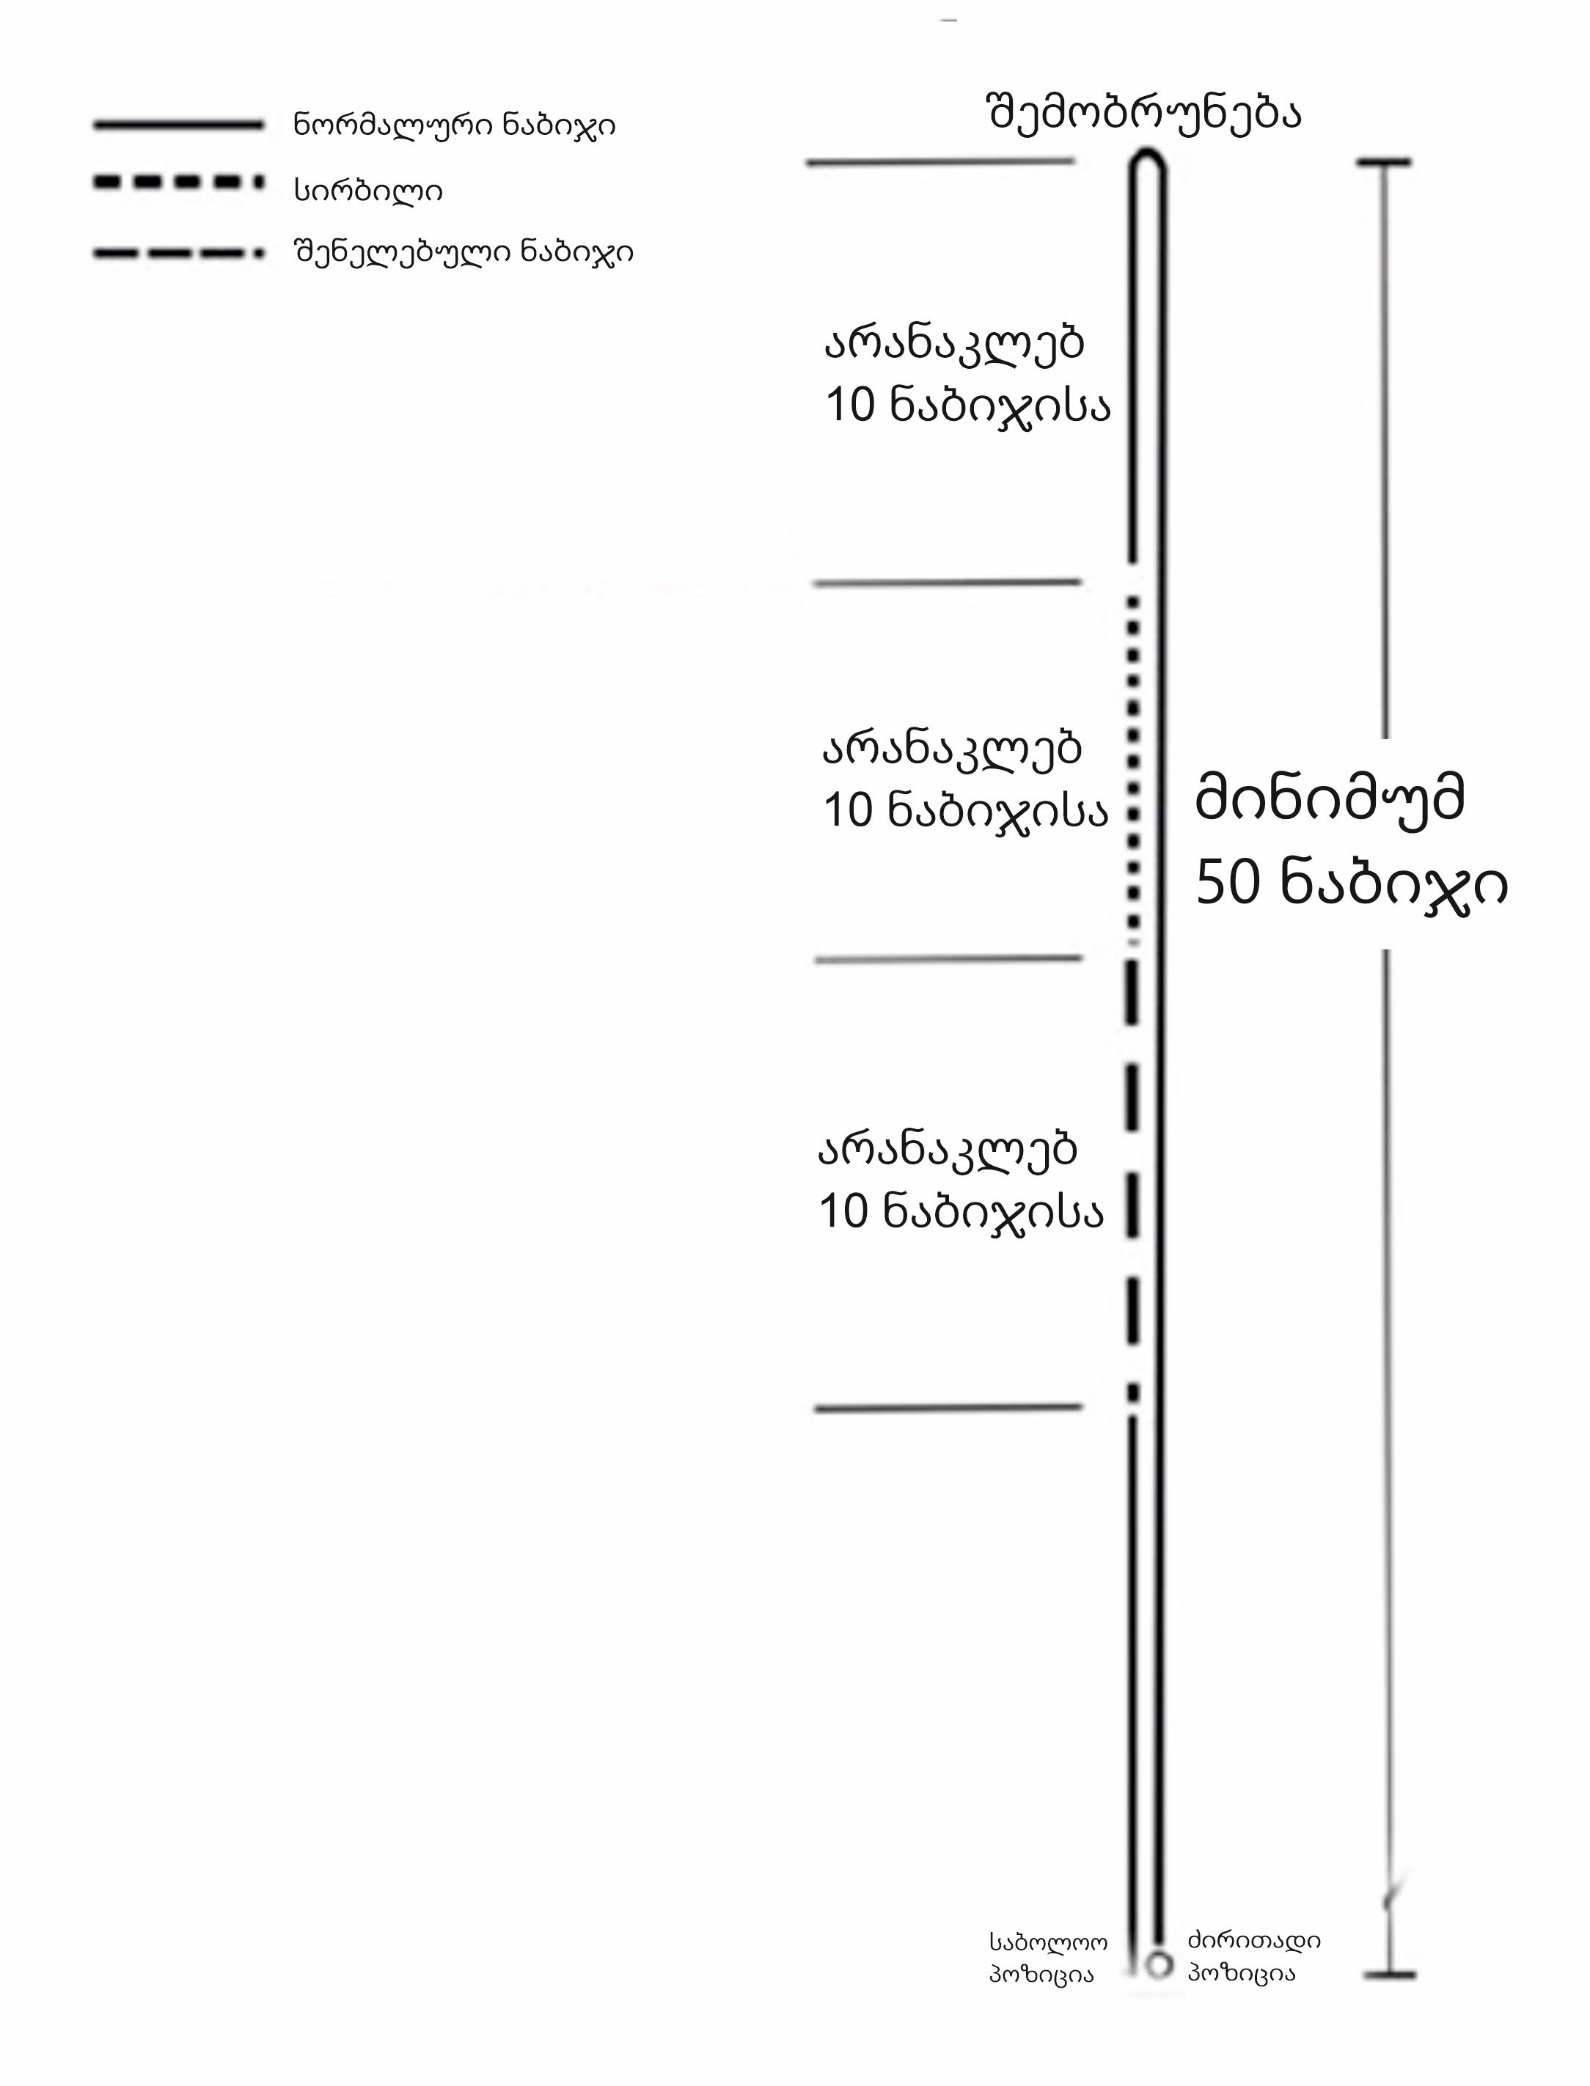 შემობრუნება
ნორმალური ნაბიჯი
სირბილი
შენელებული ნაბიჯი
არანაკლებ
10 ნაბიჯისა
არანაკლებ
10 ნაბიჯისა
მინიმუმ
50 ნაბიჯი
არანაკლებ
10 ნაბიჯისა
საბოლოო
პოზიცია
ძირითადი
პოზიცია